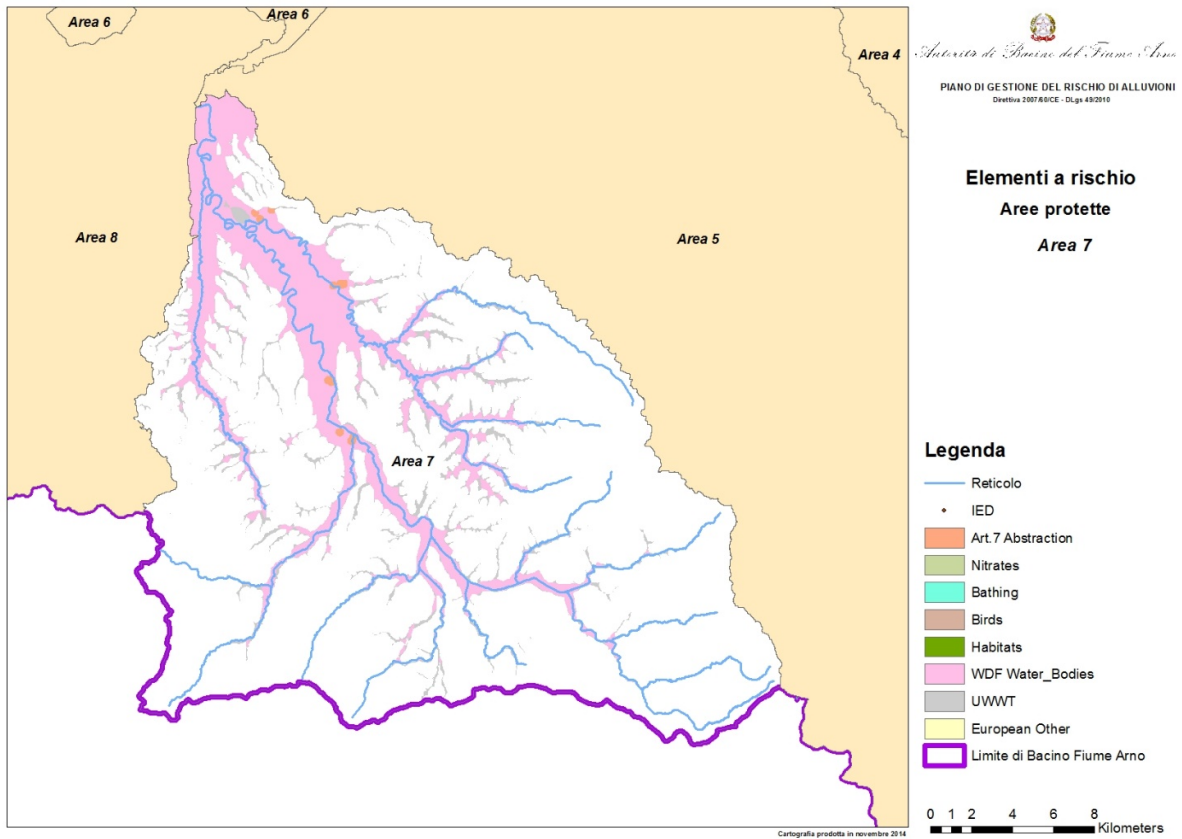 Area 6
Area 6
Area 4
Area 8
Area 5
Area 7
Autorità di Bacino del Fiume Arno
PIANO DI GESTIONE DEL RISCHIO DI ALLUVIONI
Direttiva 2007/60/CE - DLgs 49/2010
Elementi a rischio
Aree protette
Area 7
Legenda
Reticolo
IED
Art.7 Abstraction
Nitrates
Bathing
Birds
Habitats
WDF Water_Bodies
UWWT
European Other
Limite di Bacino Fiume Arno
0 1 2 4 6 8
Kilometers
Cartografia prodotta in novembre 2014